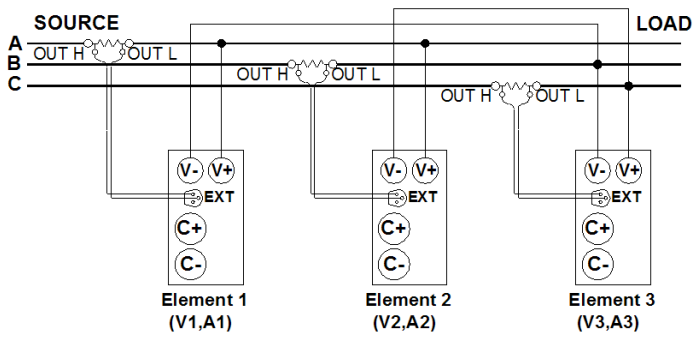 SOURCE
LOAD
A
OUT H
OUT L
B
OUT H
OUT L
C
OUT H
OUT L
V- V+
V- V+
V- V+
EXT
EXT
EXT
C+
C+
C+
C-
C-
C-
Element 1
(V1,A1)
Element 2
(V2,A2)
Element 3
(V3,A3)